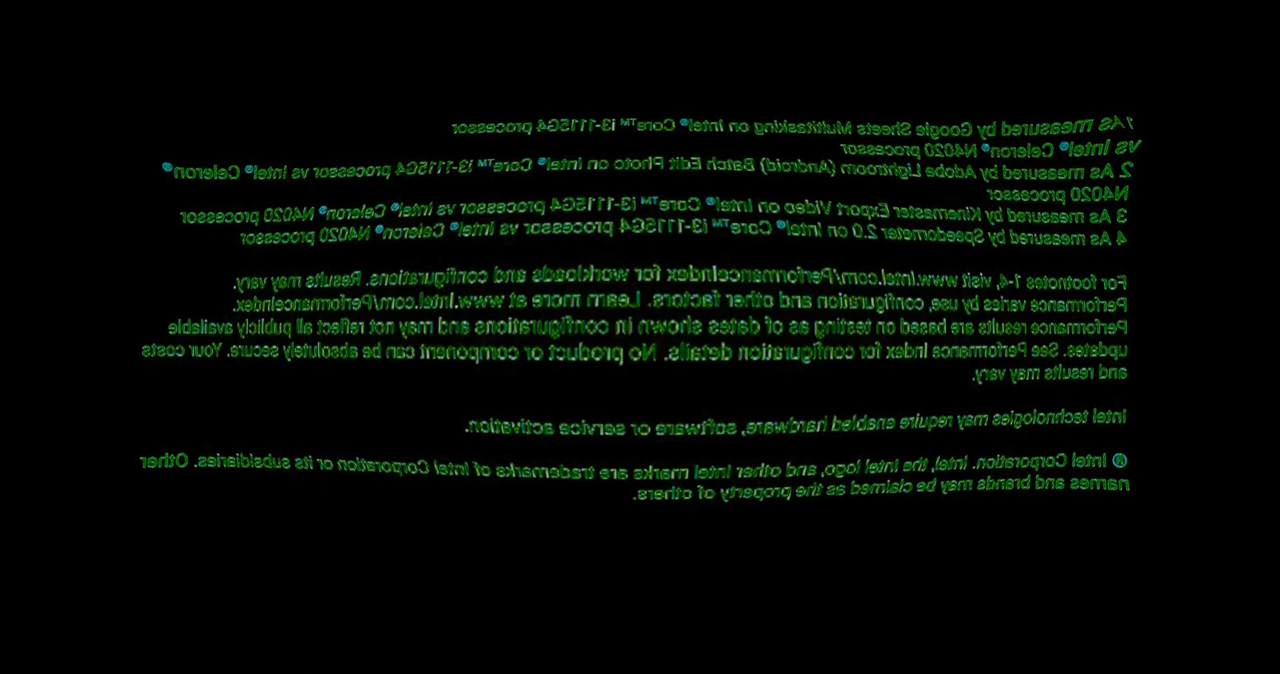 1 As measured by Google Sheets Multitasking on Intel® Core™ i3-1115G4 processor
vs Intel® Celeron® N4020 processor
2 As measured by Adobe Lightroom (Android) Batch Edit Photo on Intel® Core™ i3-1115G4 processor vs Intel® Celeron®
N4020 processor
3 As measured by Kinemaster Export Video on Intel® Core™ i3-1115G4 processor vs Intel® Celeron® N4020 processor
4 As measured by Speedometer 2.0 on Intel® Core™ i3-1115G4 processor vs Intel® Celeron® N4020 processor
For footnotes 1-4, visit www.Intel.com/PerformanceIndex for workloads and configurations. Results may vary.
Performance varies by use, configuration and other factors. Learn more at www.Intel.com/PerformanceIndex.
Performance results are based on testing as of dates shown in configurations and may not reflect all publicly available
updates. See Performance Index for configuration details. No product or component can be absolutely secure. Your costs
and results may vary.
Intel technologies may require enabled hardware, software or service activation.
® Intel Corporation. Intel, the Intel logo, and other Intel marks are trademarks of Intel Corporation or its subsidiaries. Other
names and brands may be claimed as the property of others.